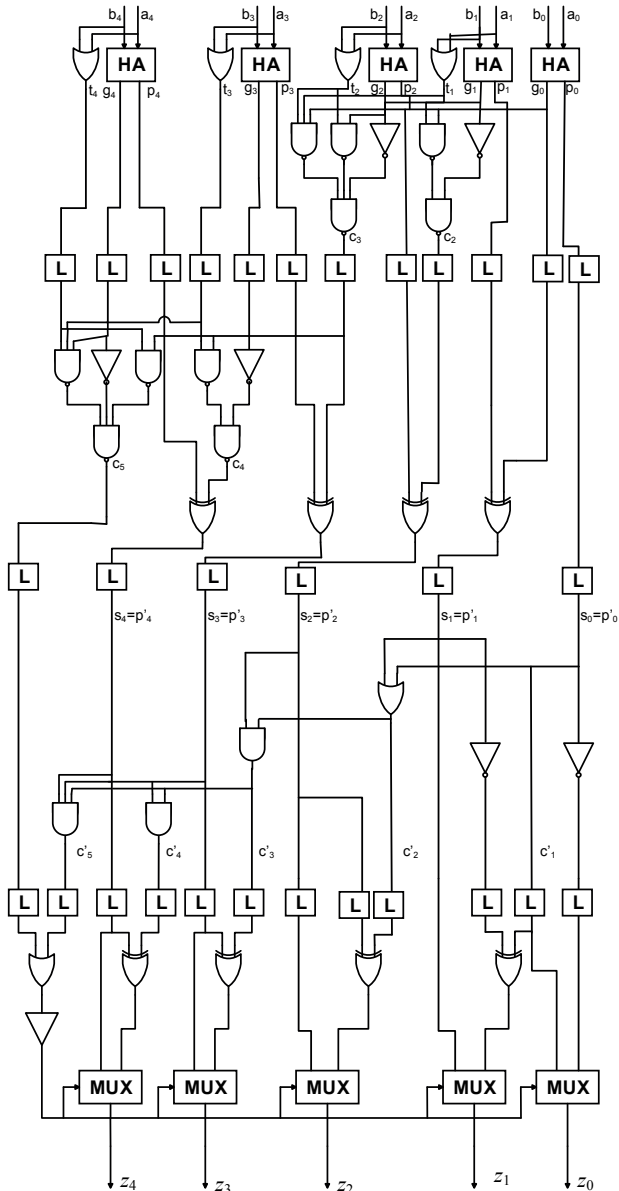 b4 a4 b3 a3 b2 a2 b1 a1 b0 a0
HA HA HA HA HA
t4 g4 p4 t3 g3 p3 t2 g2 p2 t1 g1 p1 g0 p0
c3 c2
L L L L L L L L L L L L
c5 c4
L L L L L L
s4=p'4 s3=p'3 s2=p'2 s1=p'1 s0=p'0
c'5 c'4 c'3 c'2 c'1
L L L L L L L L L L L L
MUX MUX MUX MUX MUX
z4 z3 z2 z1 z0